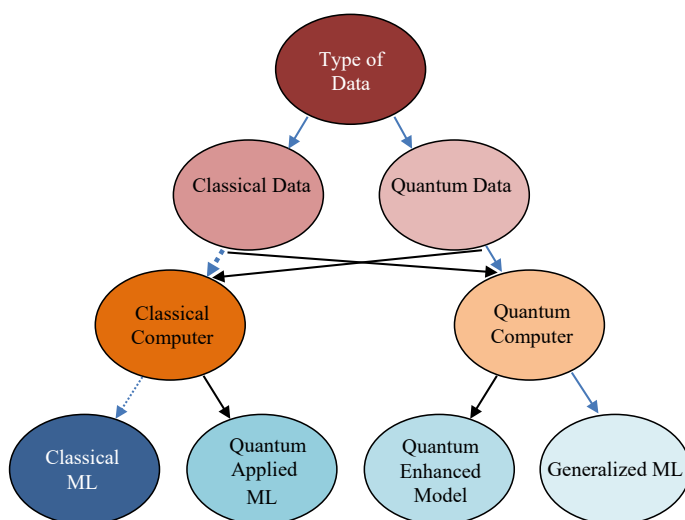 Type of
Data
Classical Data
Quantum Data
Classical
Computer
Quantum
Computer
Classical
ML
Quantum
Applied
ML
Quantum
Enhanced
Model
Generalized ML